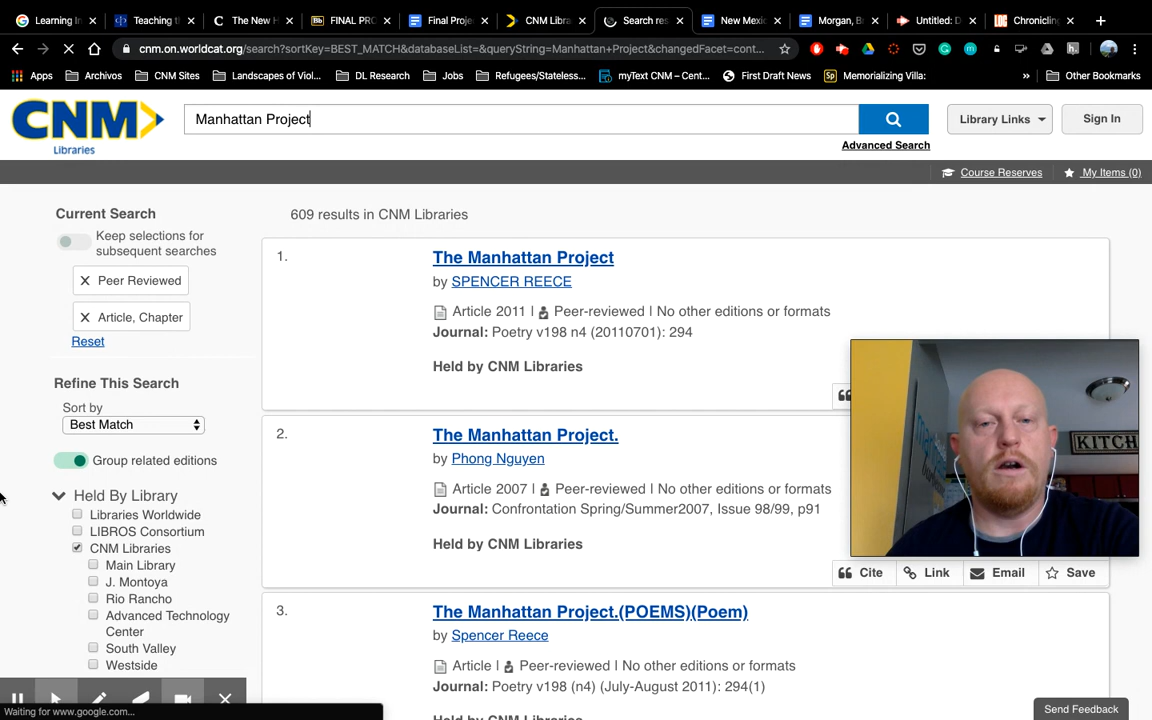 Learning In
Teaching th
The New H
FINAL PRO
Final Proje
CNM Libra
Search res
New Mexic
Morgan, B
Untitled: D
Chroniclin
cnm.on.worldcat.org/search?sortKey=BEST_MATCH&databaseList=&queryString=Manhattan+Project&changedFacet=cont...
Apps
Archivos
CNM Sites
Landscapes of Viol...
DL Research
Jobs
Refugees/Stateless...
myText CNM – Cent...
First Draft News
Memorializing Villa:
»
Other Bookmarks
CNM
Libraries
Manhattan Project
Library Links
Sign In
Advanced Search
Course Reserves
My Items (0)
Current Search
Keep selections for
subsequent searches
X Peer Reviewed
X Article, Chapter
Reset
Refine This Search
Sort by
Best Match
Group related editions
Held By Library
Libraries Worldwide
LIBROS Consortium
CNM Libraries
Main Library
J. Montoya
Rio Rancho
Advanced Technology
Center
South Valley
Westside
609 results in CNM Libraries
1.
The Manhattan Project
by SPENCER REECE
Article 2011 | Peer-reviewed | No other editions or formats
Journal: Poetry v198 n4 (20110701): 294
Held by CNM Libraries
2.
The Manhattan Project.
by Phong Nguyen
Article 2007 | Peer-reviewed | No other editions or formats
Journal: Confrontation Spring/Summer2007, Issue 98/99, p91
Held by CNM Libraries
Cite
Link
Email
Save
3.
The Manhattan Project.(POEMS)(Poem)
by Spencer Reece
Article | Peer-reviewed | No other editions or formats
Journal: Poetry v198 (n4) (July-August 2011): 294(1)
KITCH
Send Feedback
Waiting for www.google.com...